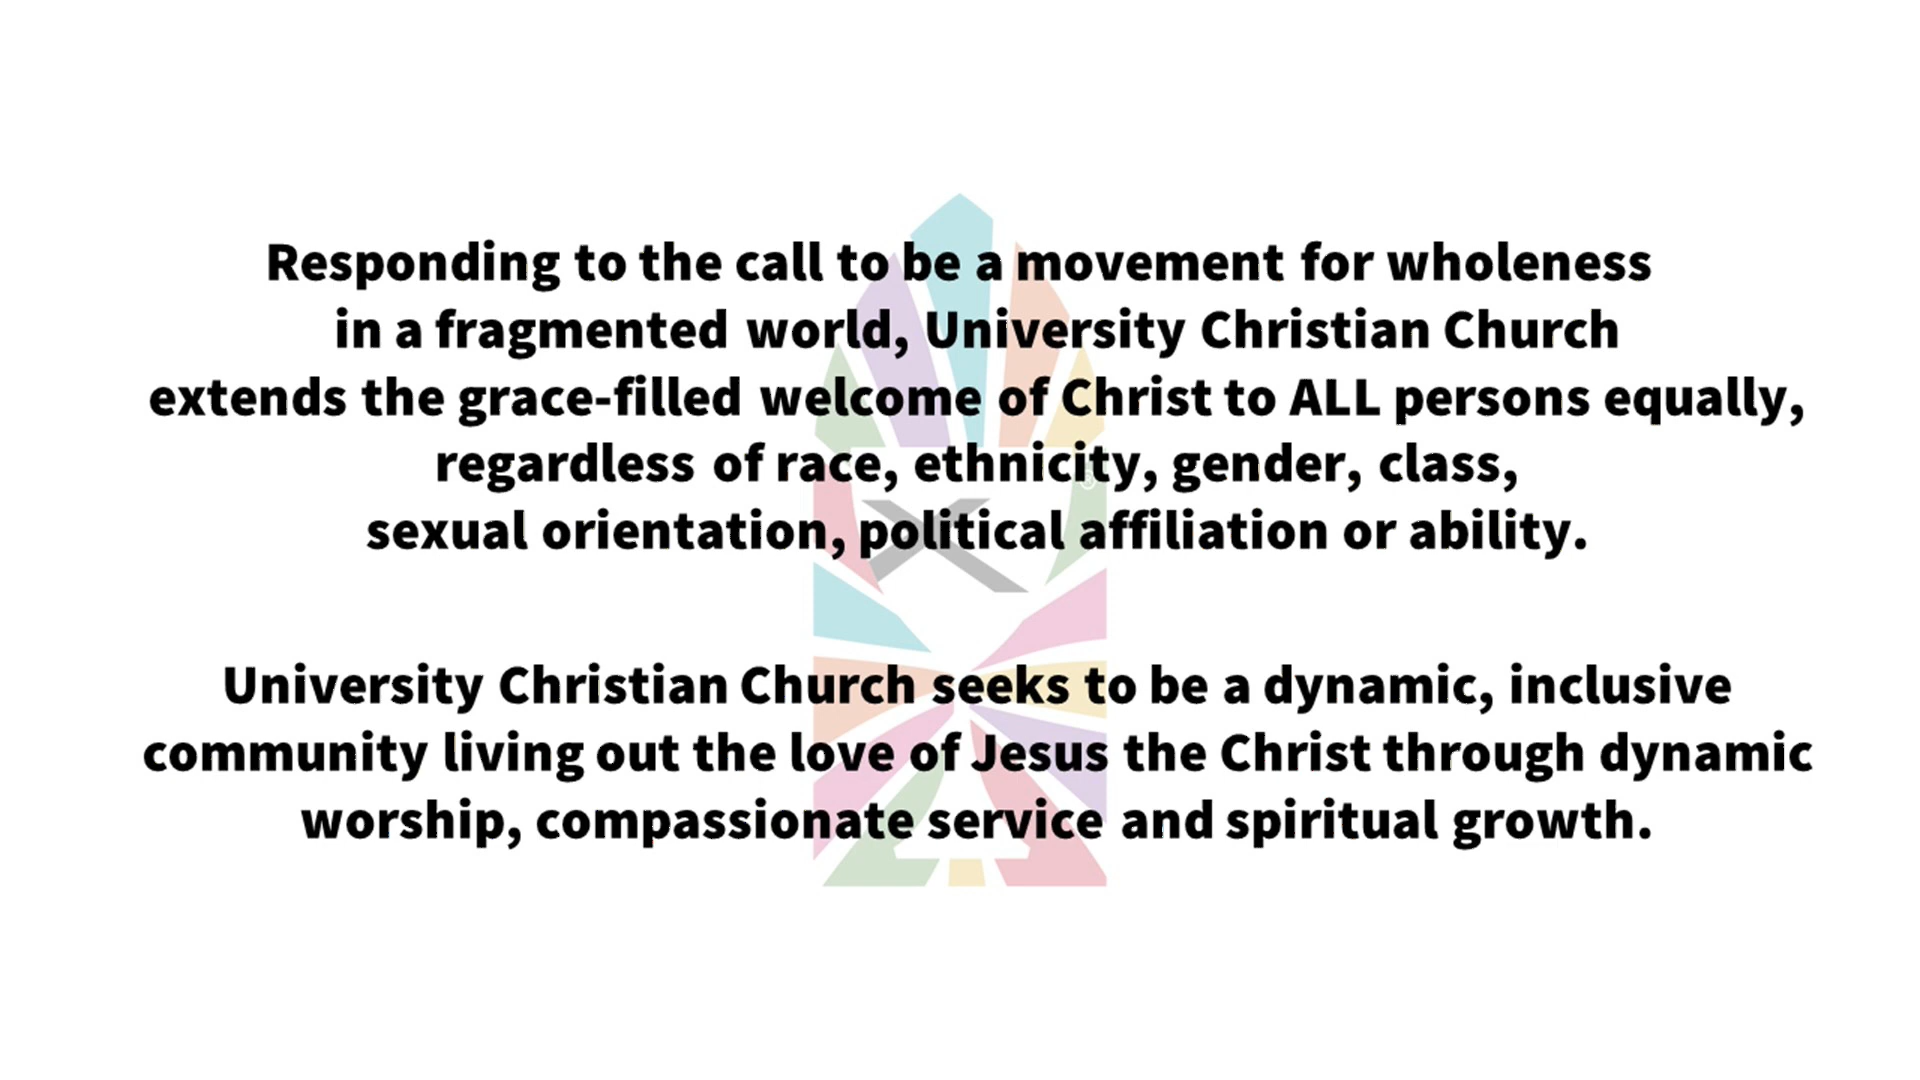 Responding to the call to be a movement for wholeness
in a fragmented world, University Christian Church
extends the grace-filled welcome of Christ to ALL persons equally,
regardless of race, ethnicity, gender, class,
sexual orientation, political affiliation or ability.
University Christian Church seeks to be a dynamic, inclusive
community living out the love of Jesus the Christ through dynamic
worship, compassionate service and spiritual growth.